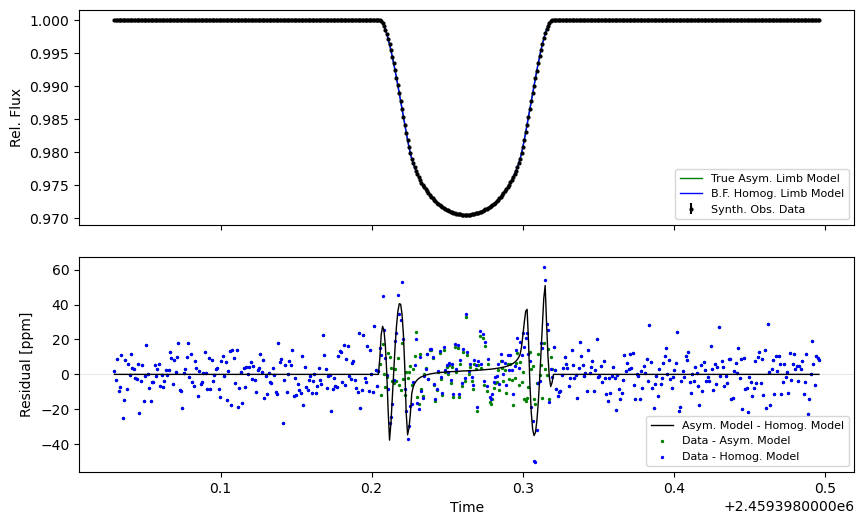 1.000
0.995
0.990
0.985
0.980
0.975
0.970
Rel. Flux
True Asym. Limb Model
B.F. Homog. Limb Model
Synth. Obs. Data
60
40
20
0
−20
−40
Residual [ppm]
Asym. Model - Homog. Model
Data - Asym. Model
Data - Homog. Model
0.1
0.2
0.3
0.4
0.5
Time
+2.4593980000e6